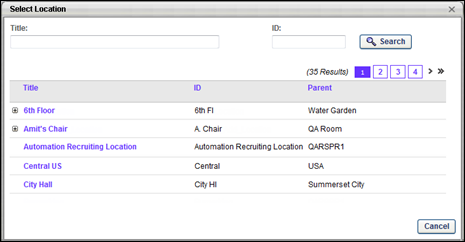 Select Location
Title: ID:
Search
(35 Results) 1 2 3 4 > »
Title ID Parent
6th Floor 6th Fl Water Garden
Amit's Chair A. Chair QA Room
Automation Recruiting Location Automation Recruiting Location QARSPR1
Central US Central USA
City Hall City Hl Summerset City
Cancel